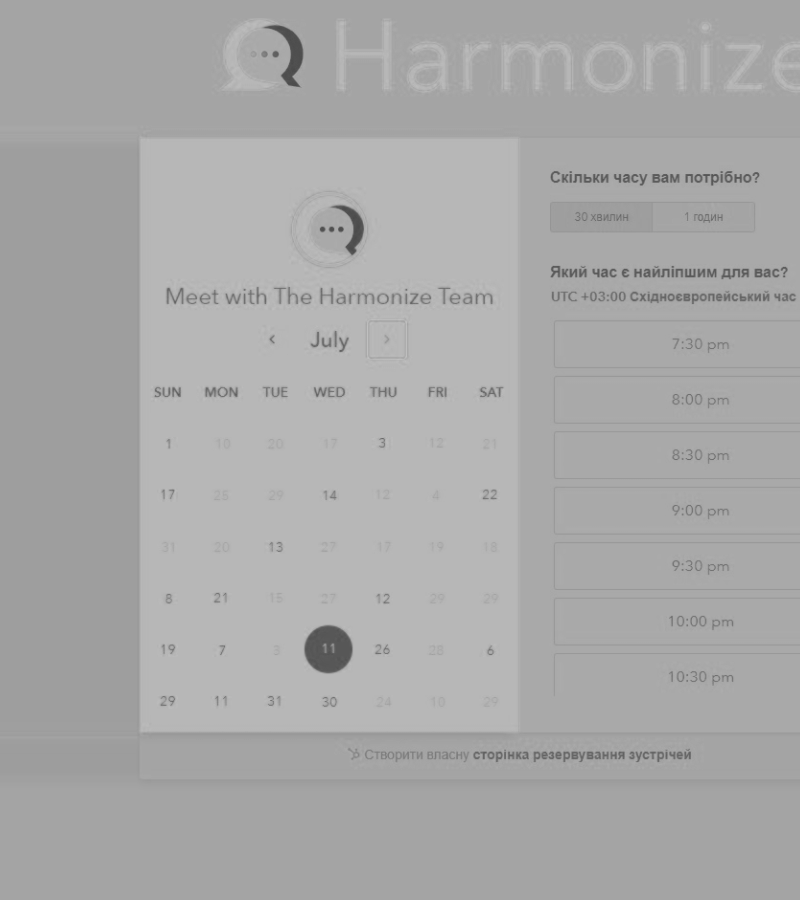 Harmonize
Meet with The Harmonize Team
July
SUN MON TUE WED THU FRI SAT
1 10 20 17 3 12 21
17 25 29 14 12 4 22
31 20 13 27 17 19 18
8 21 15 27 12 29 29
19 7 3 11 26 28 6
29 11 31 30 24 10 29
Скільки часу вам потрібно?
30 хвилин 1 годин
Який час є найліпшим для вас?
UTC +03:00 Східноєвропейський час
7:30 pm
8:00 pm
8:30 pm
9:00 pm
9:30 pm
10:00 pm
10:30 pm
Створити власну сторінка резервування зустрічей